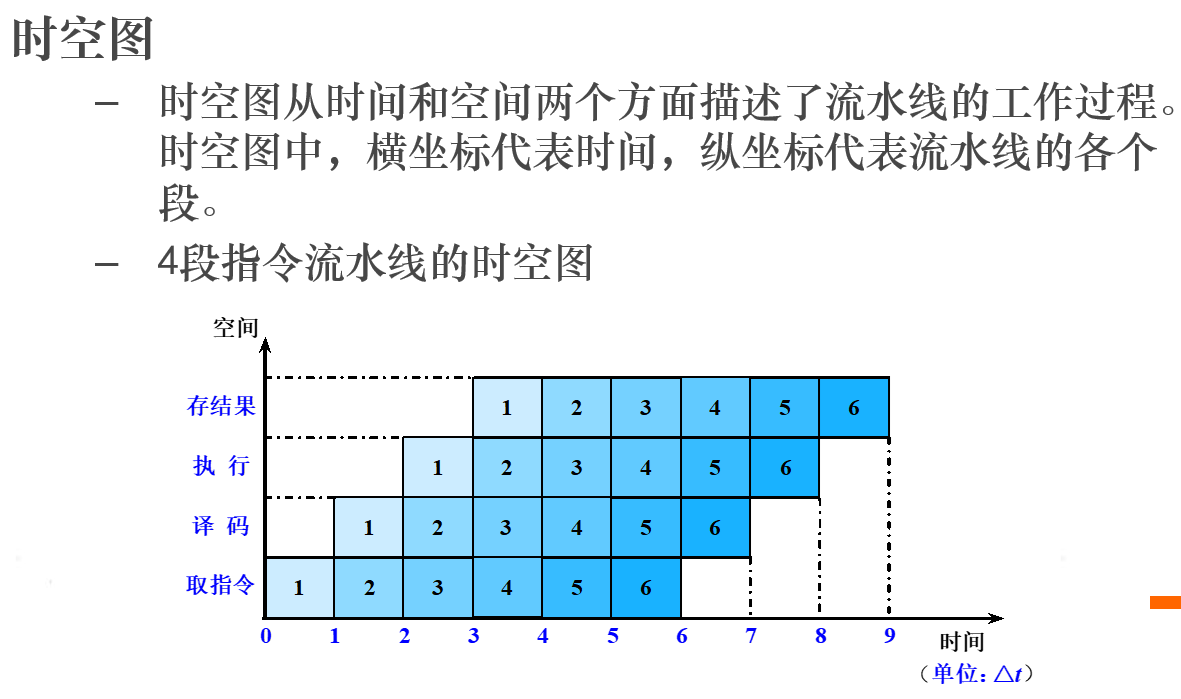 时空图
– 时空图从时间和空间两个方面描述了流水线的工作过程。
时空图中，横坐标代表时间，纵坐标代表流水线的各个
段。
– 4段指令流水线的时空图
空间
存结果 1 2 3 4 5 6
执 行 1 2 3 4 5 6
译 码 1 2 3 4 5 6
取指令 1 2 3 4 5 6
0 1 2 3 4 5 6 7 8 9
时间
（单位：△t）